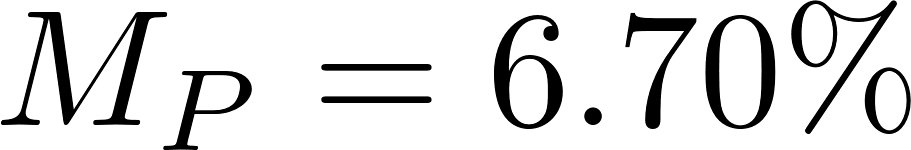 M_P = 6.70%